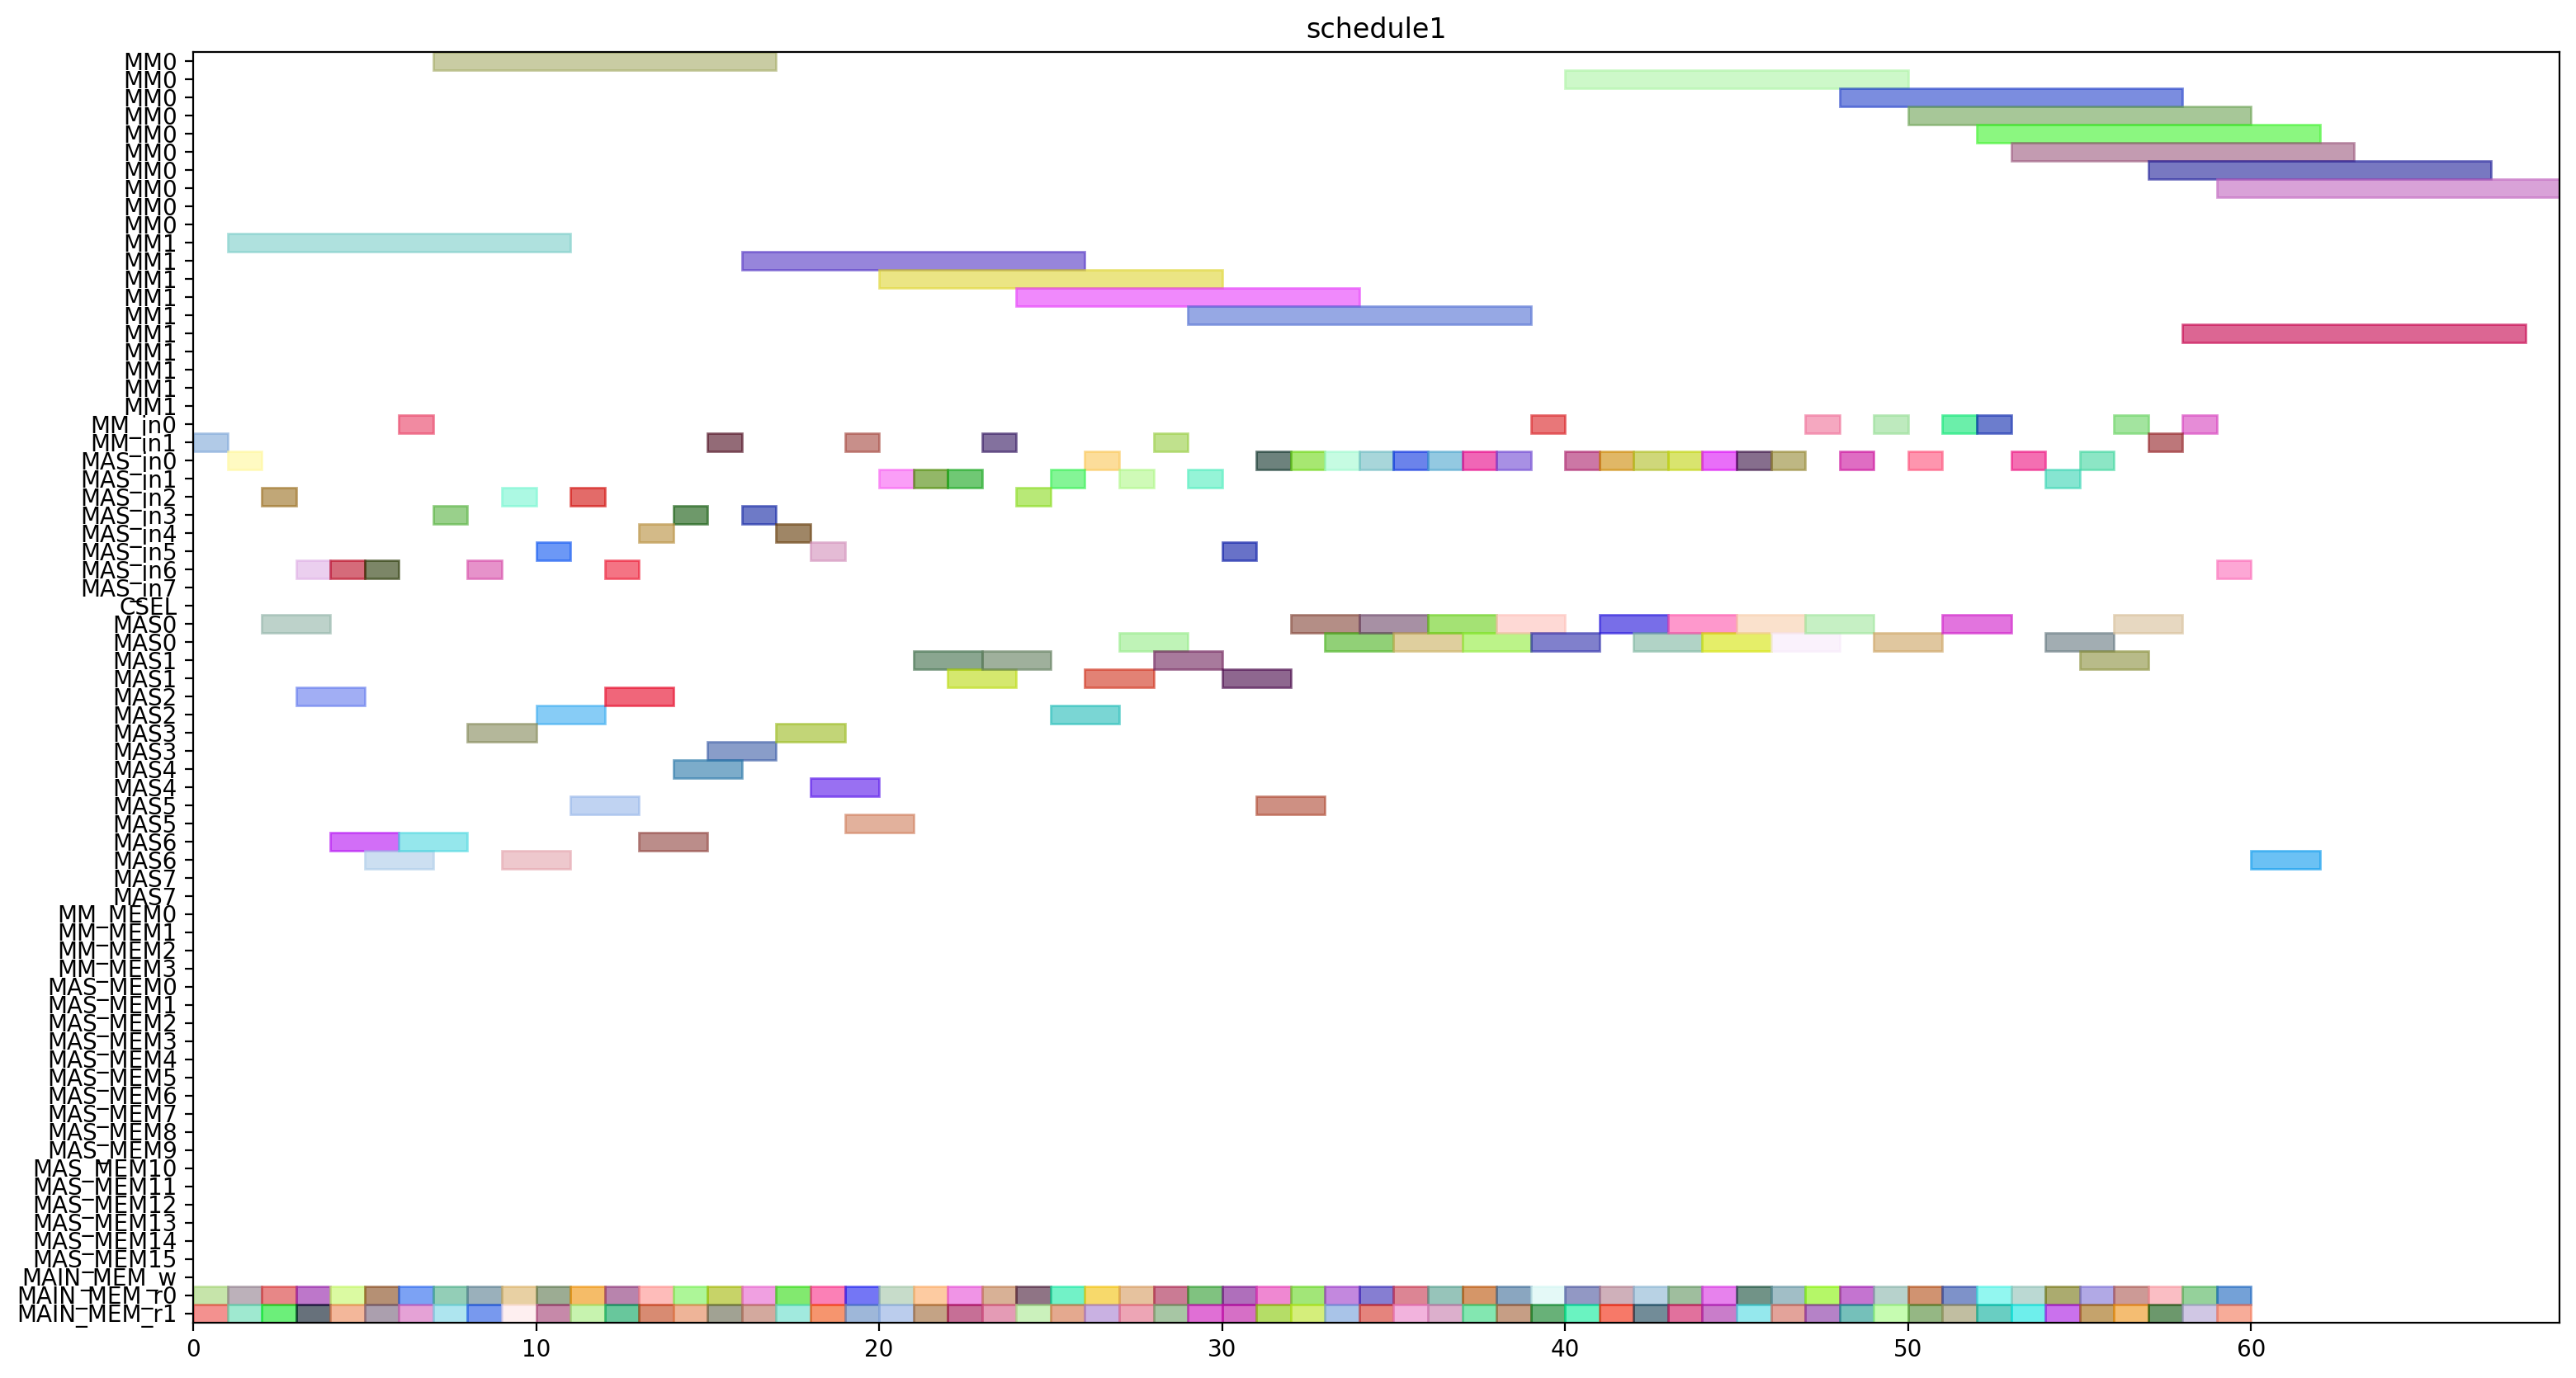 schedule1
MM0
MM0
MM0
MM0
MM0
MM0
MM0
MM0
MM0
MM0
MM1
MM1
MM1
MM1
MM1
MM1
MM1
MM1
MM1
MM1
MM_in0
MM_in1
MAS_in0
MAS_in1
MAS_in2
MAS_in3
MAS_in4
MAS_in5
MAS_in6
MAS_in7
CSEL
MAS0
MAS0
MAS1
MAS1
MAS2
MAS2
MAS3
MAS3
MAS4
MAS4
MAS5
MAS5
MAS6
MAS6
MAS7
MAS7
MM_MEM0
MM_MEM1
MM_MEM2
MM_MEM3
MAS_MEM0
MAS_MEM1
MAS_MEM2
MAS_MEM3
MAS_MEM4
MAS_MEM5
MAS_MEM6
MAS_MEM7
MAS_MEM8
MAS_MEM9
MAS_MEM10
MAS_MEM11
MAS_MEM12
MAS_MEM13
MAS_MEM14
MAS_MEM15
MAIN_MEM_w
MAIN_MEM_r0
MAIN_MEM_r1
0 10 20 30 40 50 60